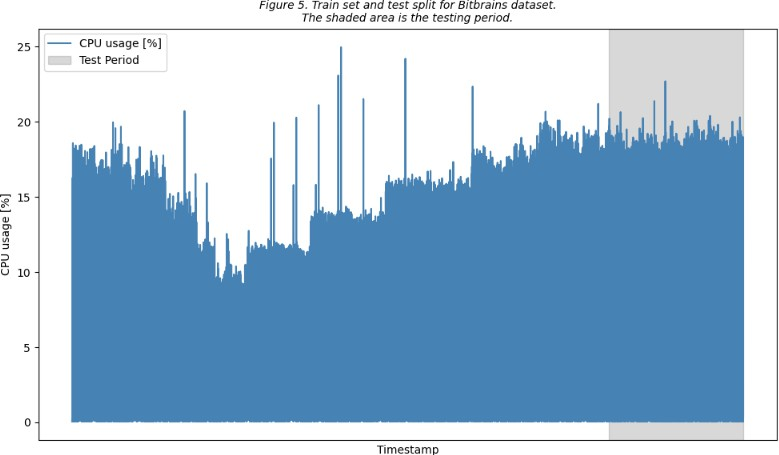 Figure 5. Train set and test split for Bitbrains dataset.
The shaded area is the testing period.
CPU usage [%]
Test Period
25
20
15
10
5
0
CPU usage [%]
Timestamp